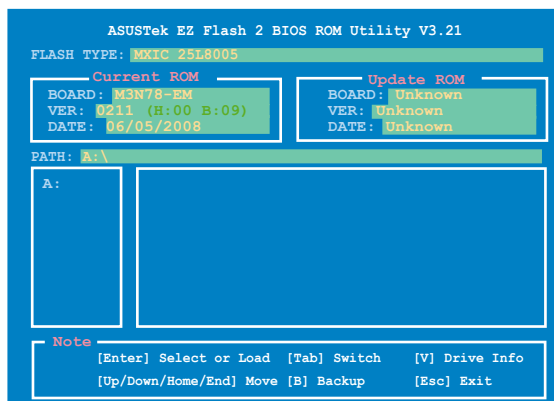 ASUSTek EZ Flash 2 BIOS ROM Utility V3.21
FLASH TYPE: MXIC 25L8005
Current ROM
BOARD: M3N78-EM
VER: 0211 (H:00 B:09)
DATE: 06/05/2008
Update ROM
BOARD: Unknown
VER: Unknown
DATE: Unknown
PATH: A:\
A:
Note
[Enter] Select or Load [Tab] Switch [V] Drive Info
[Up/Down/Home/End] Move [B] Backup [Esc] Exit